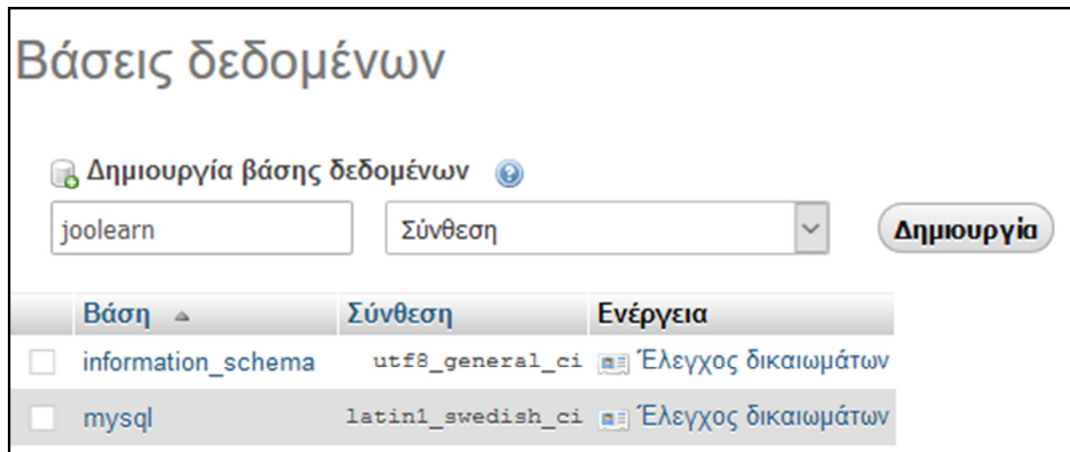 Βάσεις δεδομένων
Δημιουργία βάσης δεδομένων
joolearn Σύνθεση Δημιουργία
Βάση Σύνθεση Ενέργεια
information_schema utf8_general_ci Έλεγχος δικαιωμάτων
mysql latin1_swedish_ci Έλεγχος δικαιωμάτων